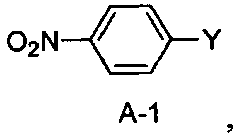 O₂N Y
A-1 ,